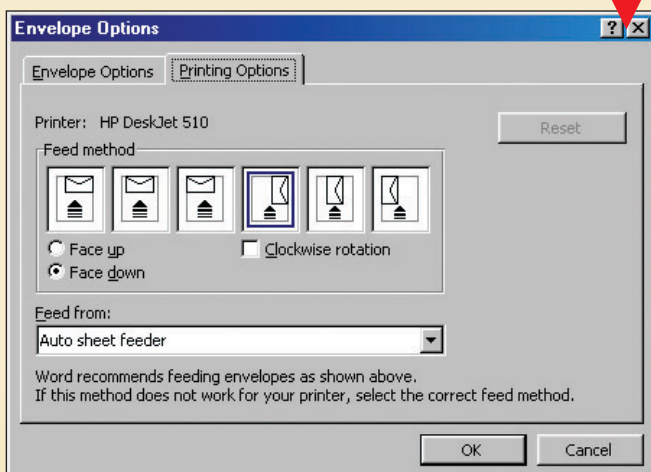 Envelope Options
Envelope Options Printing Options
Printer: HP DeskJet 510
Reset
Feed method
Face up
Clockwise rotation
Face down
Feed from:
Auto sheet feeder
Word recommends feeding envelopes as shown above.
If this method does not work for your printer, select the correct feed method.
OK Cancel